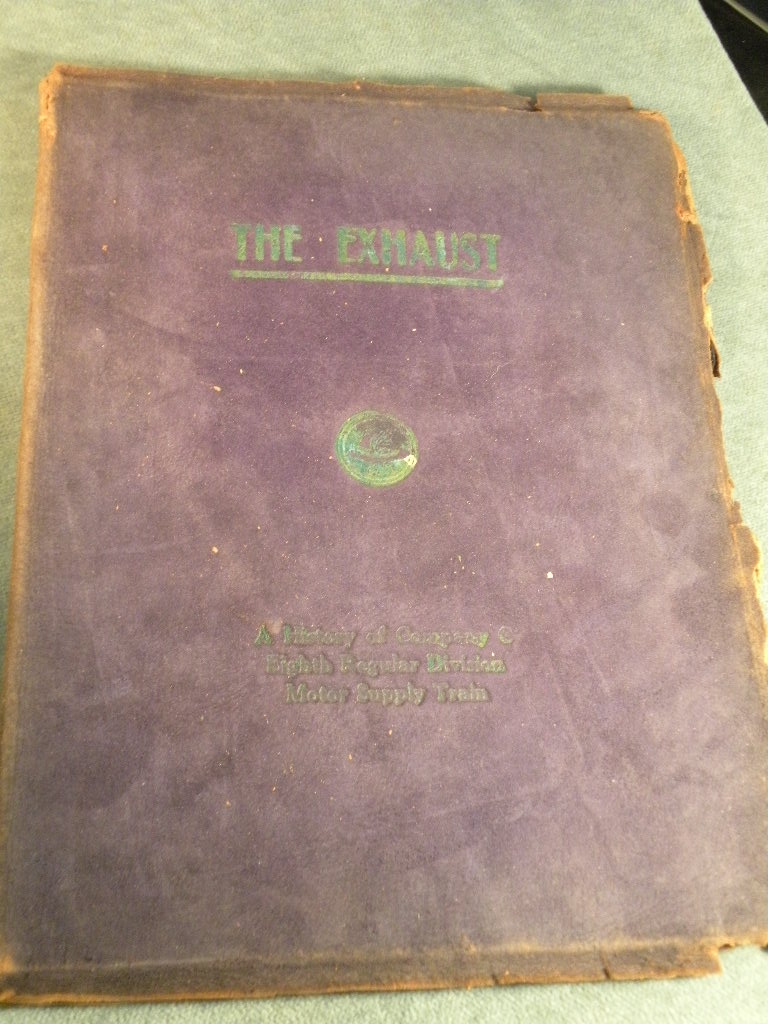 THE EXHAUST
A History of Company C
Eighth Regular Division
Motor Supply Train